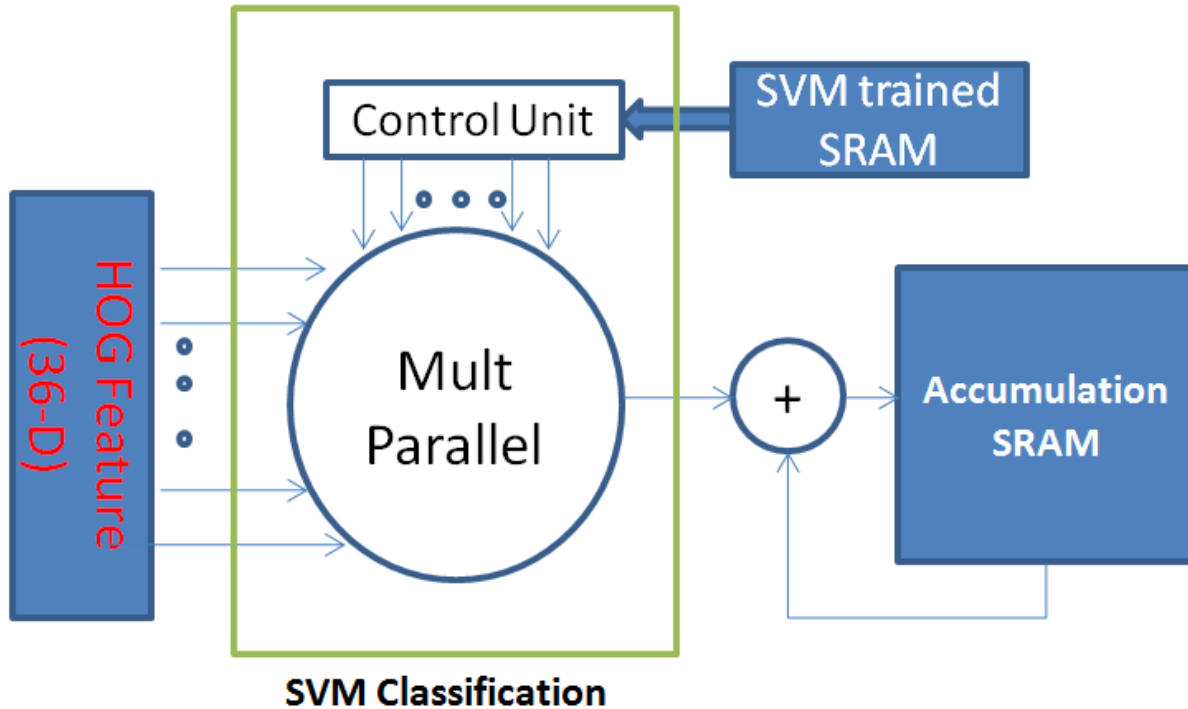 Control Unit
SVM trained
SRAM
HOG Feature
(36-D)
Mult
Parallel
+
Accumulation
SRAM
SVM Classification